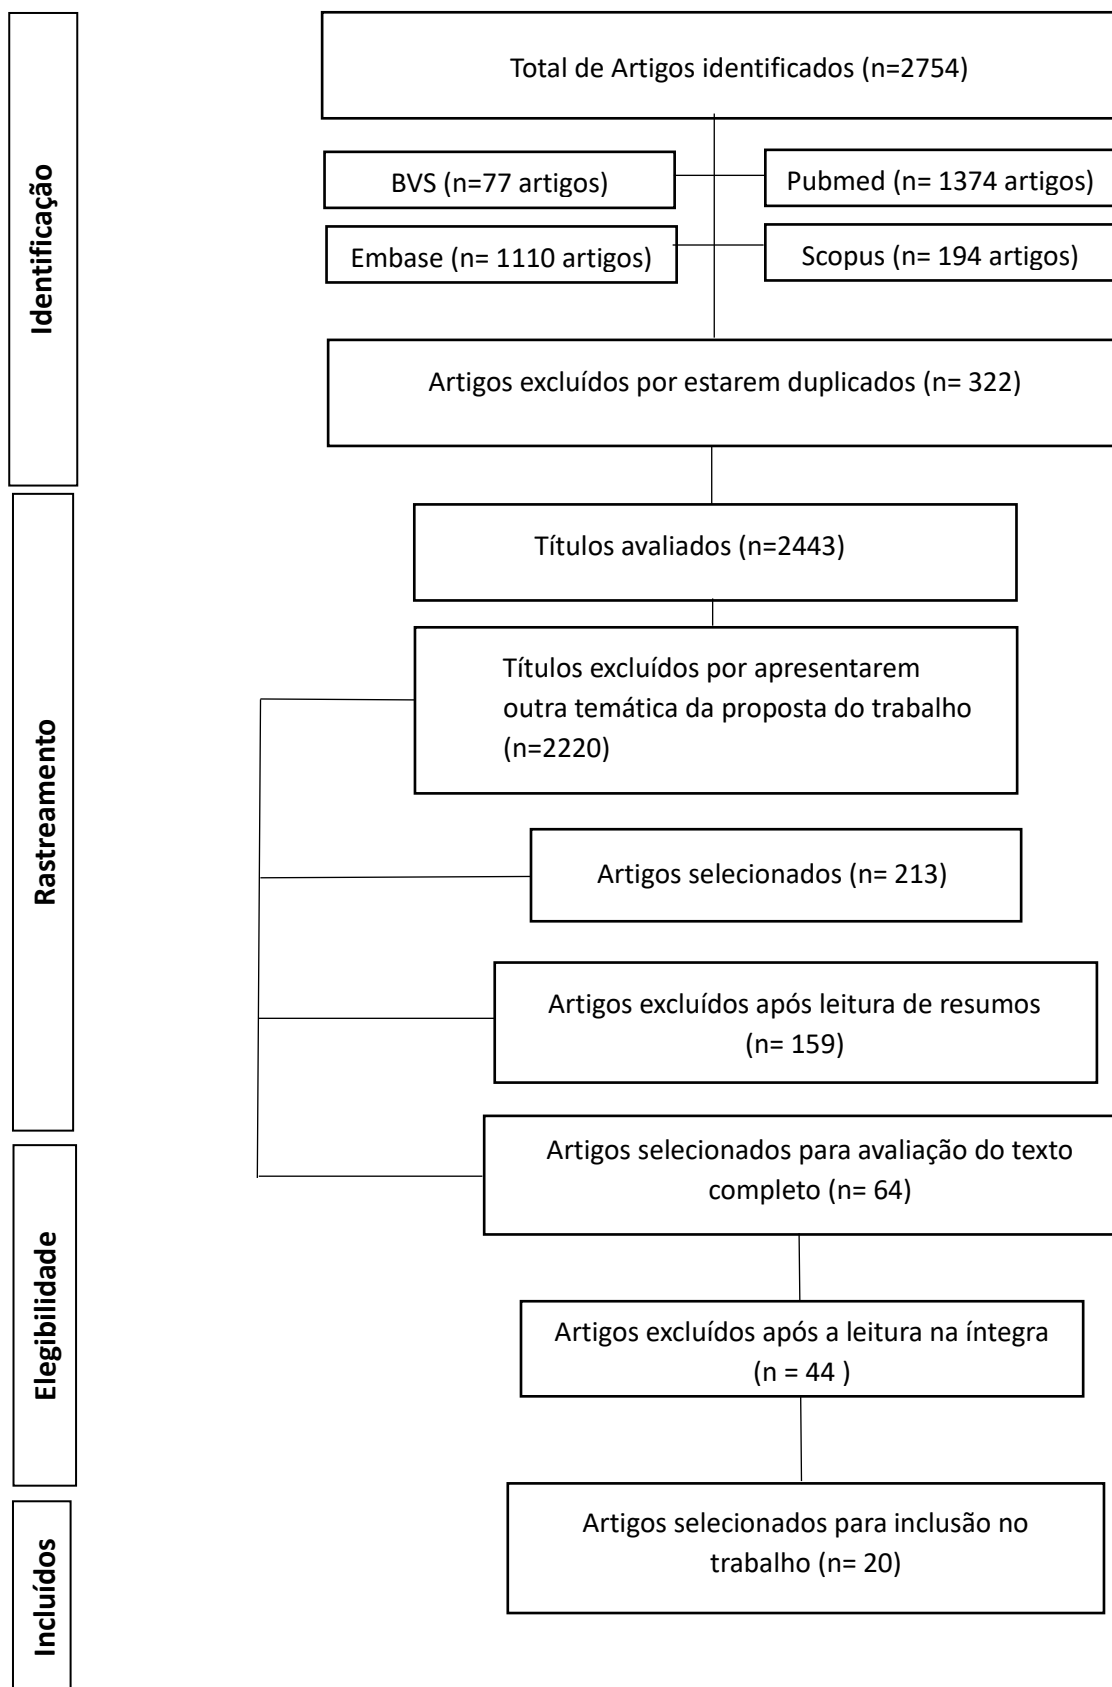 Identificação
Total de Artigos identificados (n=2754)
BVS (n=77 artigos)
Pubmed (n= 1374 artigos)
Embase (n= 1110 artigos)
Scopus (n= 194 artigos)
Artigos excluídos por estarem duplicados (n= 322)
Rastreamento
Títulos avaliados (n=2443)
Títulos excluídos por apresentarem
outra temática da proposta do trabalho
(n=2220)
Artigos selecionados (n= 213)
Artigos excluídos após leitura de resumos
(n= 159)
Elegibilidade
Artigos selecionados para avaliação do texto
completo (n= 64)
Artigos excluídos após a leitura na íntegra
(n = 44 )
Incluídos
Artigos selecionados para inclusão no
trabalho (n= 20)